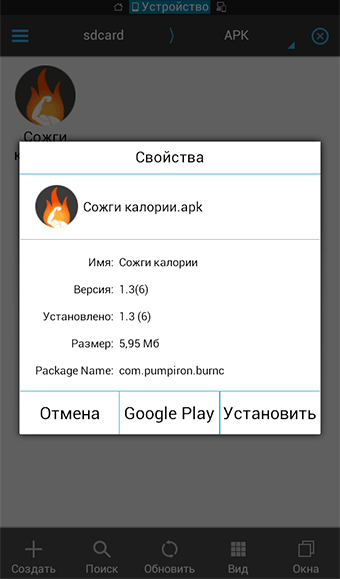 Устройство
sdcard
APK
Сожги
Свойства
Сожги калории.apk
Имя: Сожги калории
Версия: 1.3(6)
Установлено: 1.3 (6)
Размер: 5,95 Мб
Package Name: com.pumpiron.burnc
Отмена Google Play Установить
Создать Поиск Обновить Вид Окна